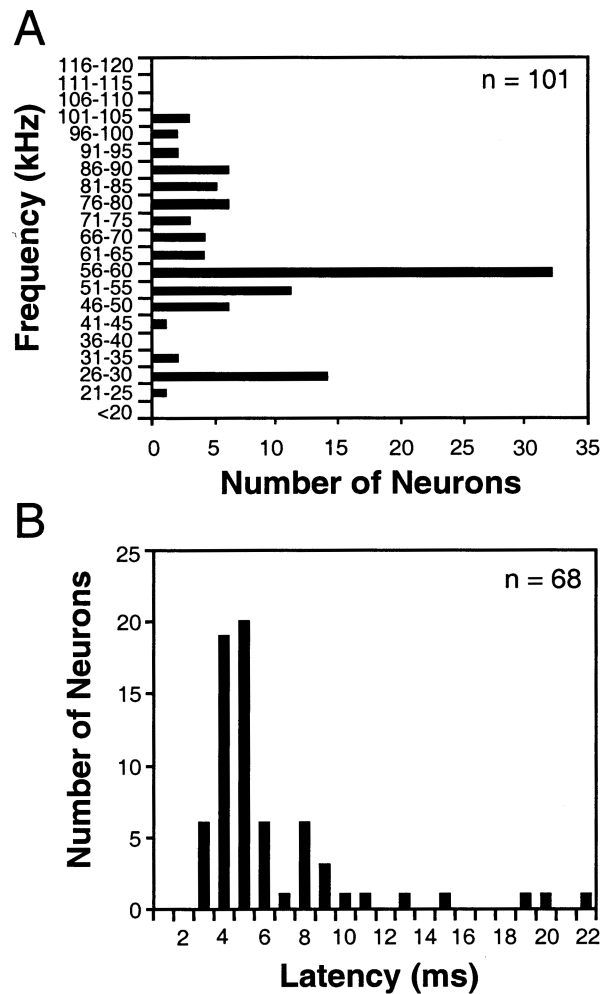 A
n = 101
Frequency (kHz)
116-120
111-115
106-110
101-105
96-100
91-95
86-90
81-85
76-80
71-75
66-70
61-65
56-60
51-55
46-50
41-45
36-40
31-35
26-30
21-25
<20
0 5 10 15 20 25 30 35
Number of Neurons
B
n = 68
Number of Neurons
25
20
15
10
5
0
2 4 6 8 10 12 14 16 18 20 22
Latency (ms)